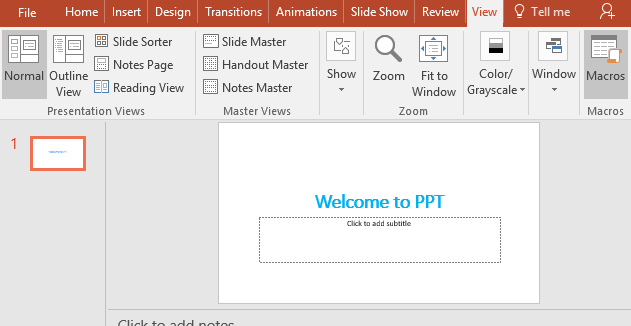 File Home Insert Design Transitions Animations Slide Show Review View Tell me
Normal
Outline View
Slide Sorter
Notes Page
Reading View
Presentation Views
Slide Master
Handout Master
Notes Master
Master Views
Show
Zoom
Fit to Window
Zoom
Color/ Grayscale
Window
Macros
Macros
1
Welcome to PPT
Click to add subtitle
Click to add notes